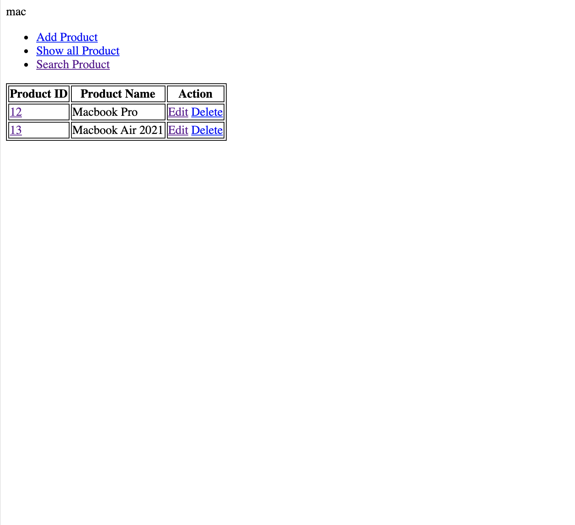 mac
Add Product
Show all Product
Search Product
Product ID Product Name Action
12 Macbook Pro Edit Delete
13 Macbook Air 2021 Edit Delete